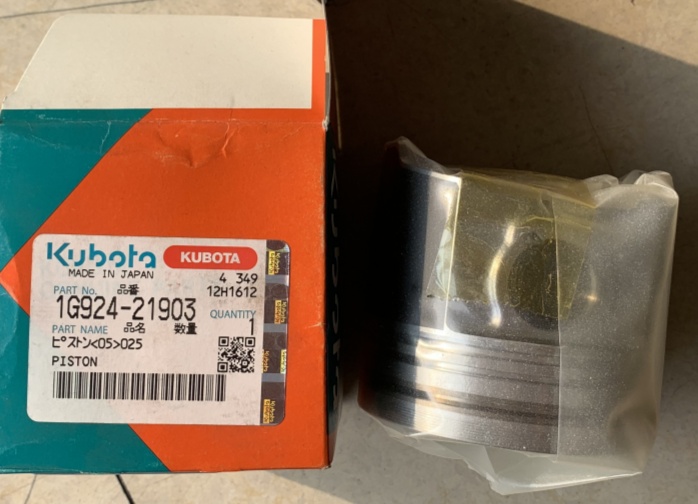 Kubota KUBOTA
MADE IN JAPAN 4 349
PART No. 品番 12H1612
1G924-21903 QUANTITY
PART NAME 品名 数量 1
ピストン<05>025
PISTON